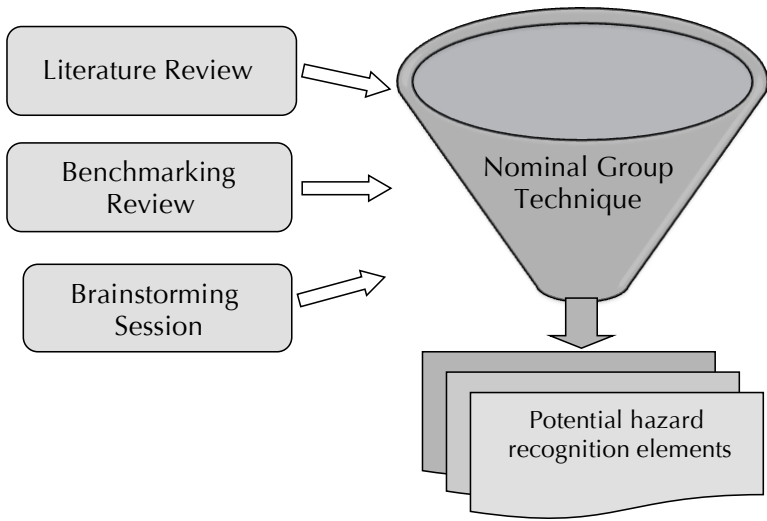 Literature Review
Benchmarking
Review
Brainstorming
Session
Nominal Group
Technique
Potential hazard
recognition elements